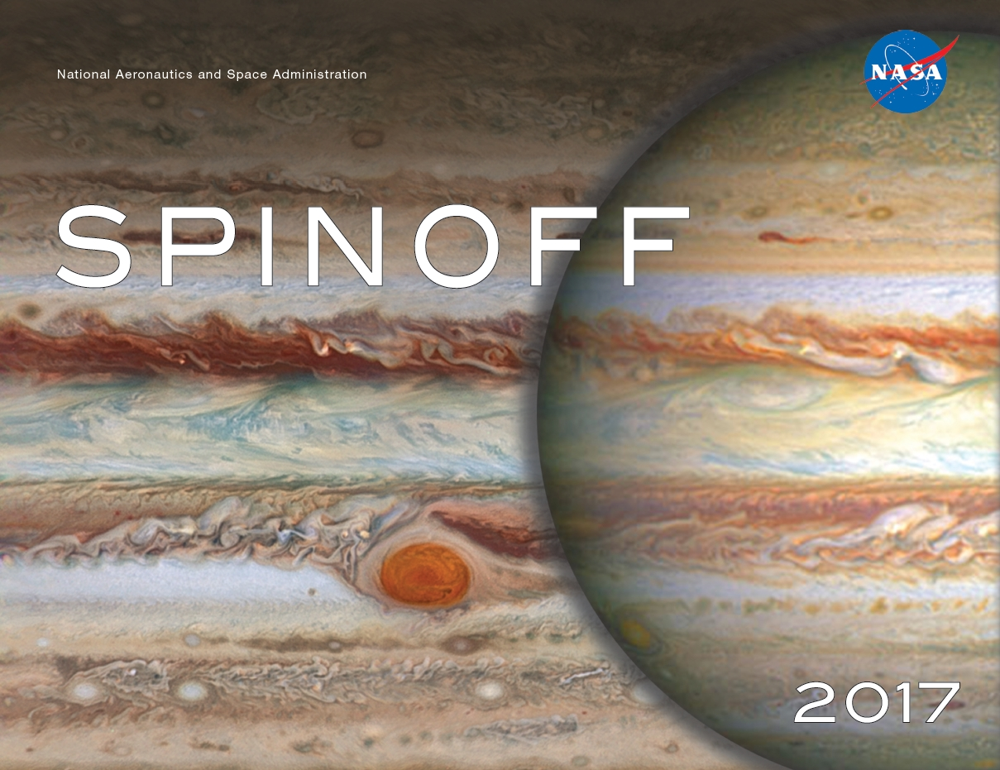 National Aeronautics and Space Administration
NASA
SPINOFF
2017